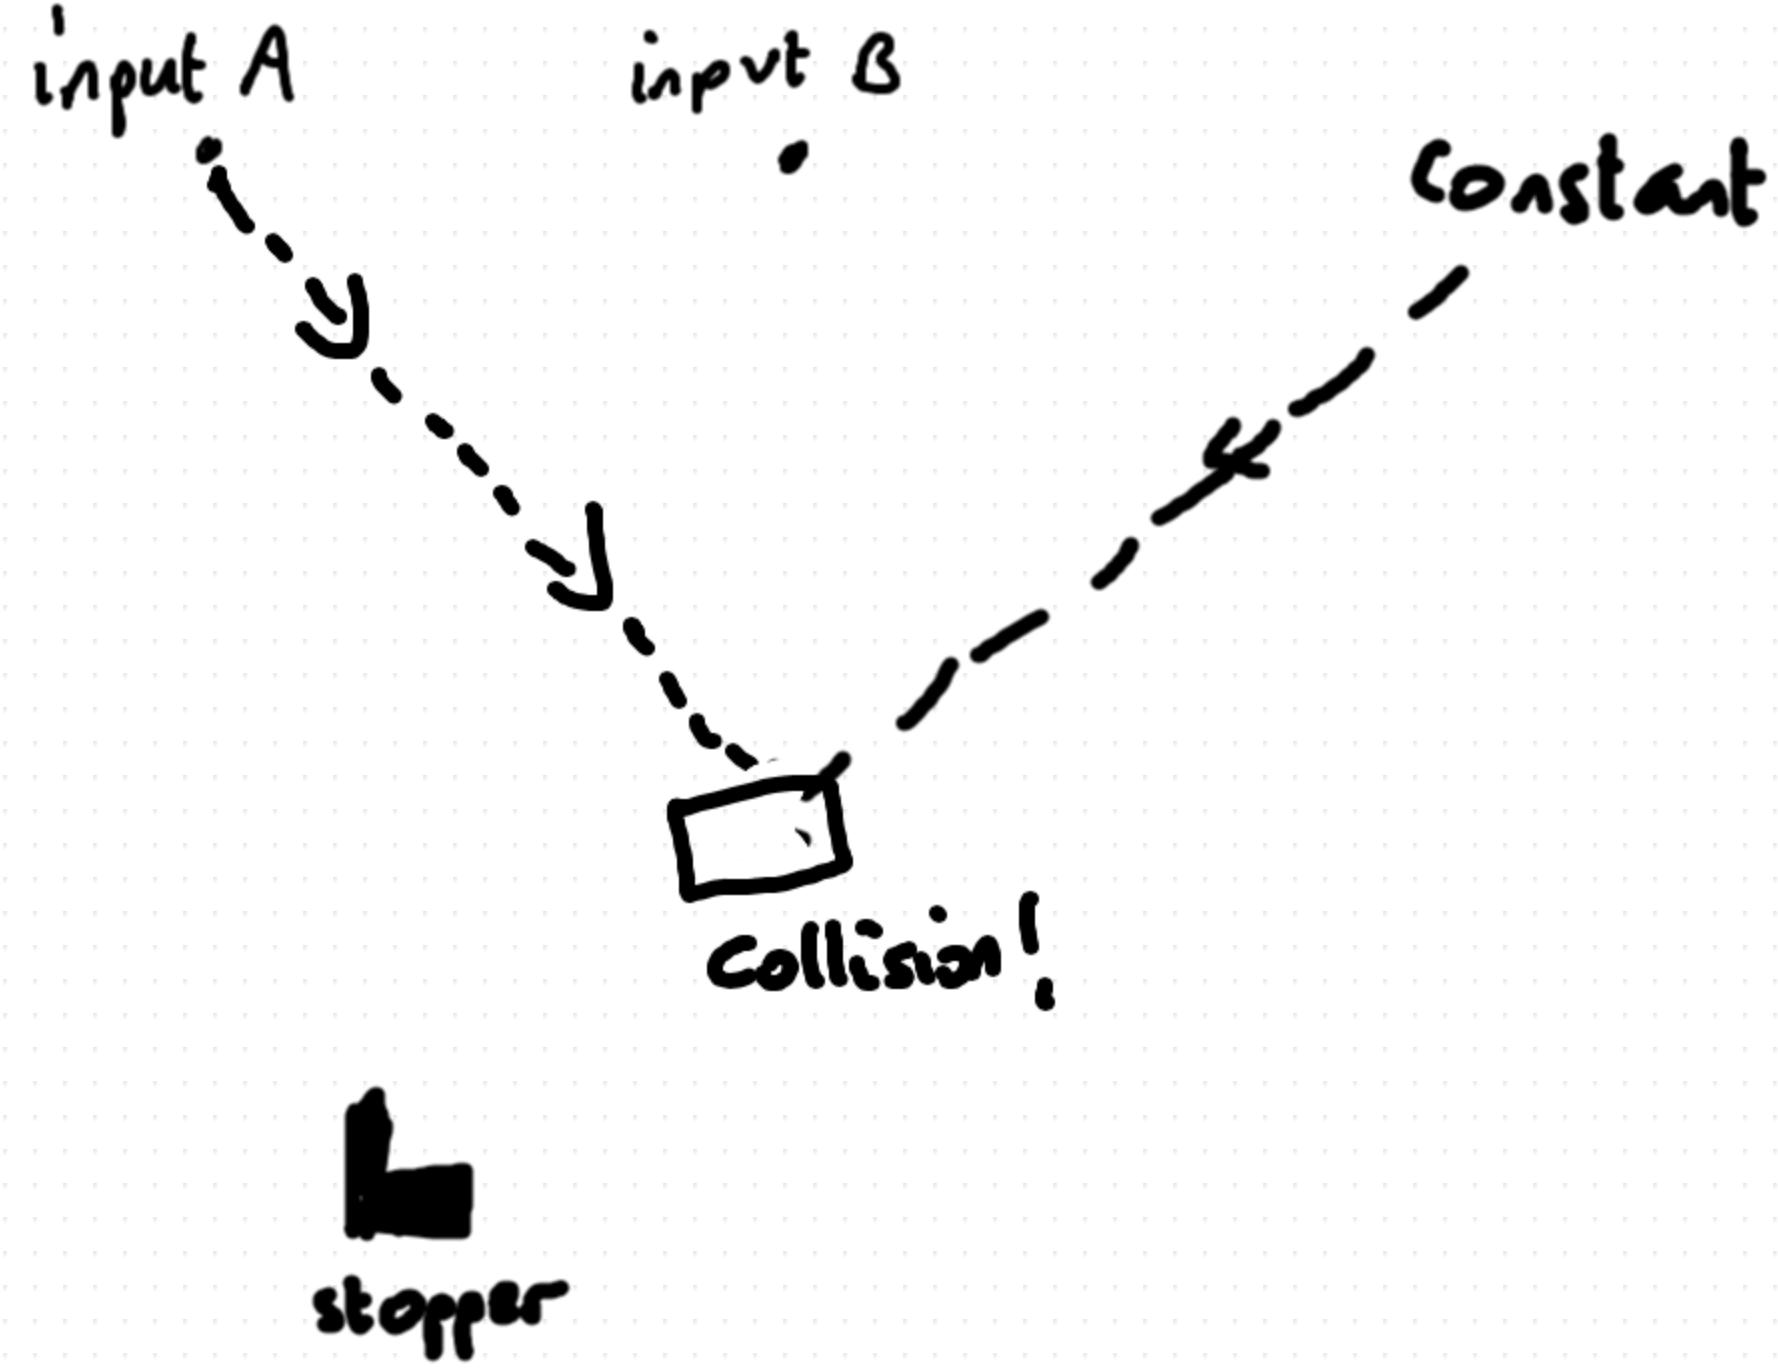 input A
input B
Constant
Collision!
stopper